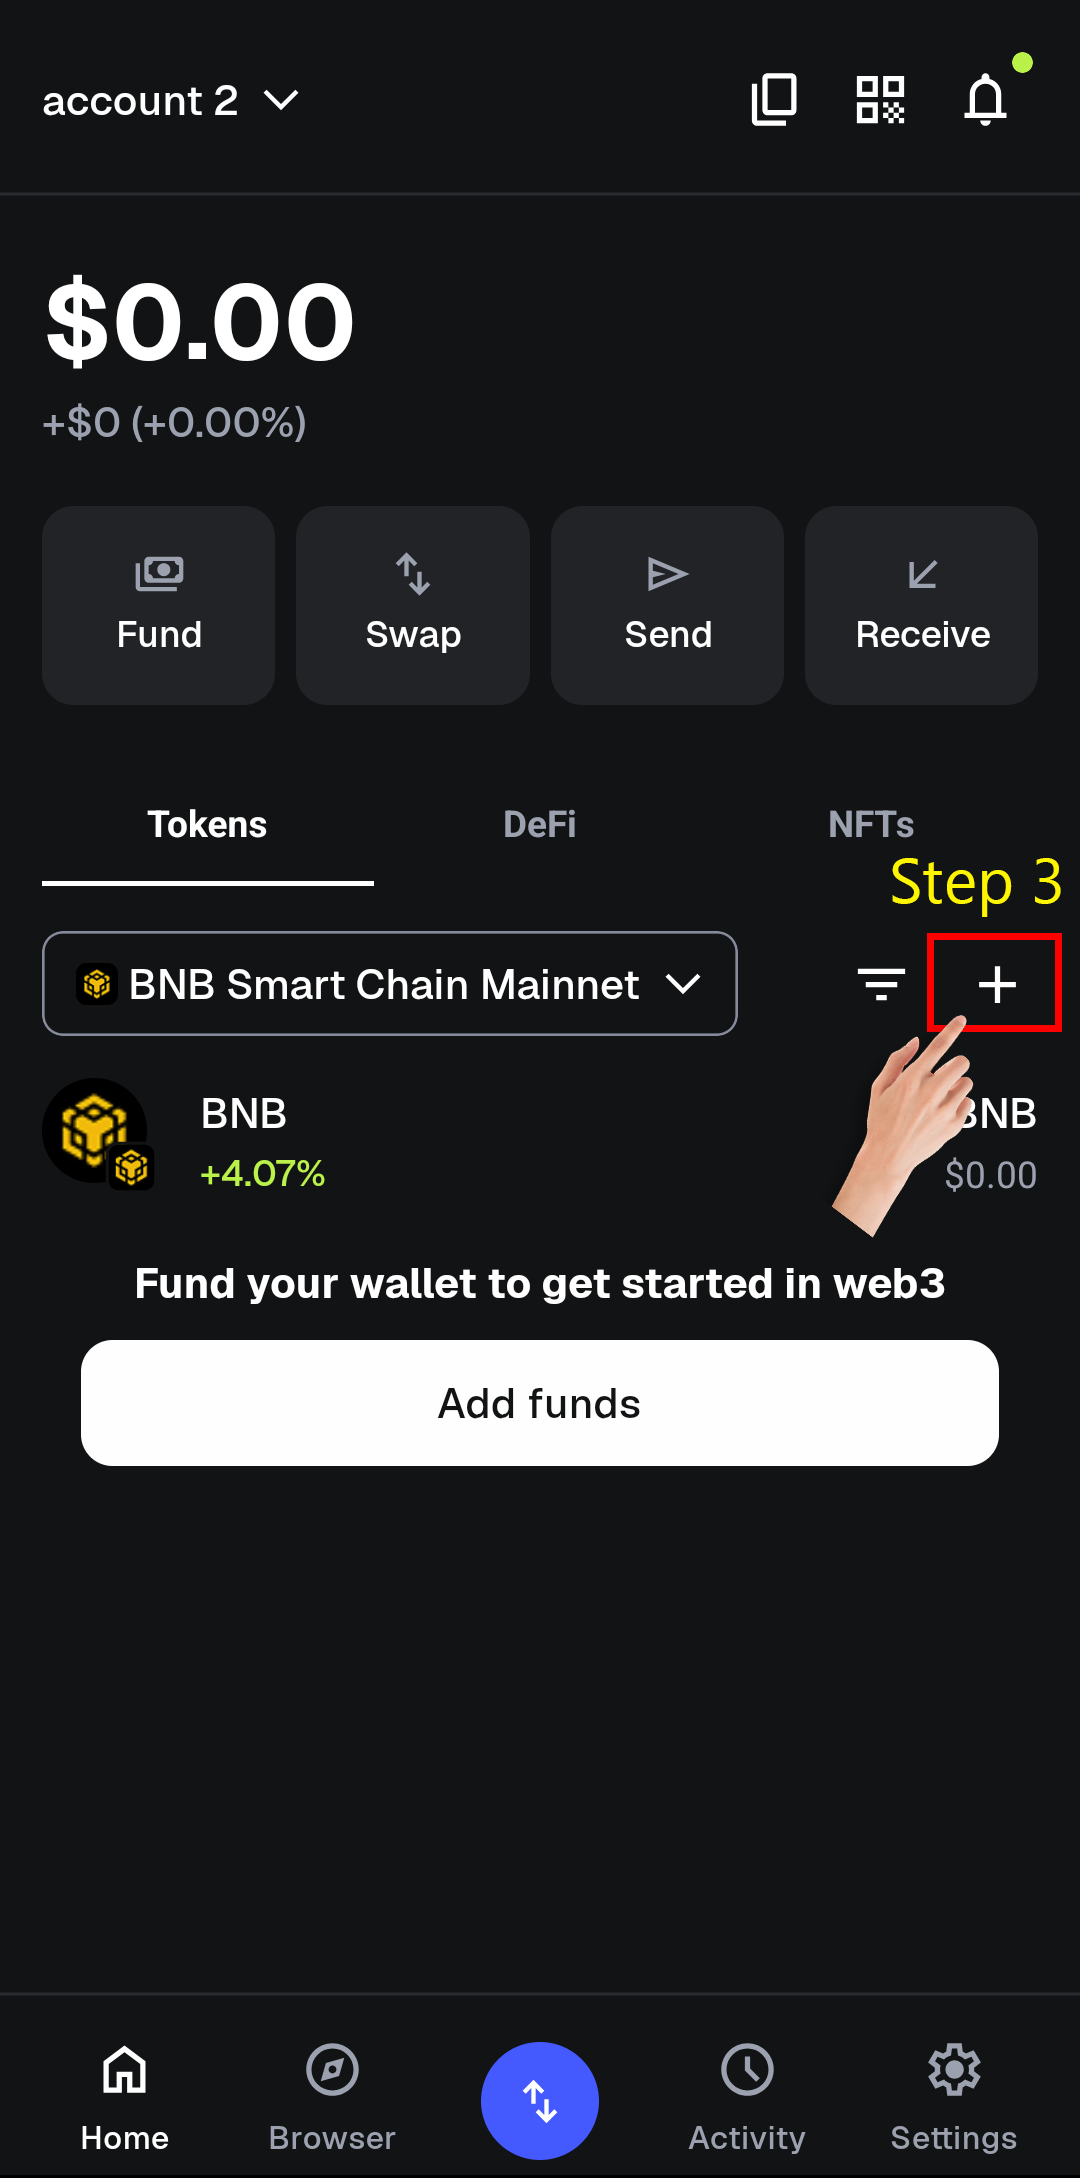 account 2
$0.00
+$0 (+0.00%)
Fund Swap Send Receive
Tokens DeFi NFTs
Step 3
BNB Smart Chain Mainnet
BNB BNB
+4.07% $0.00
Fund your wallet to get started in web3
Add funds
Home Browser Activity Settings